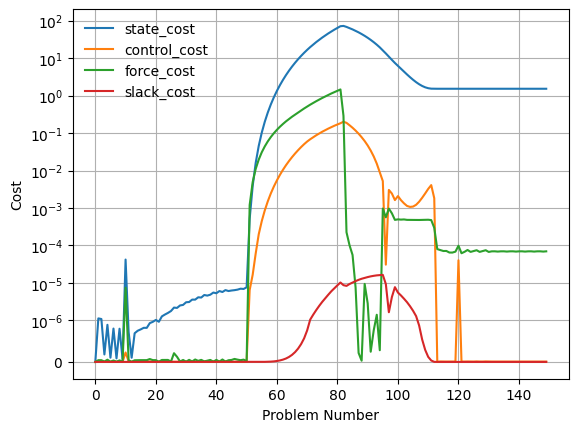 state_cost
control_cost
force_cost
slack_cost
10²
10¹
10⁰
10⁻¹
10⁻²
10⁻³
10⁻⁴
10⁻⁵
10⁻⁶
0
Cost
0 20 40 60 80 100 120 140
Problem Number